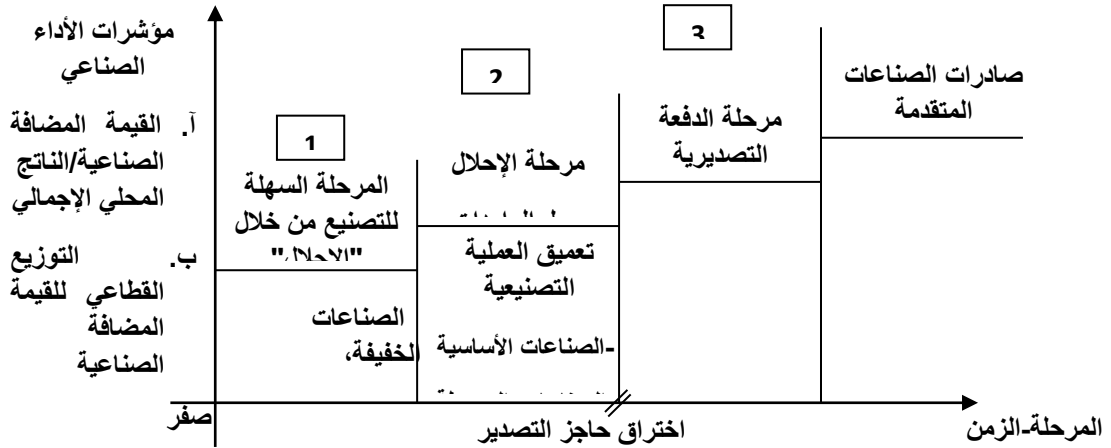 مؤشرات الأداء
الصناعي
آ. القيمة المضافة
الصناعية/الناتج
المحلي الإجمالي
ب. التوزيع
القطاعي للقيمة
المضافة
الصناعية
3
صادرات الصناعات
المتقدمة
مرحلة الدفعة
التصديرية
2
مرحلة الإحلال
تعميق العملية
التصنيعية
-الصناعات الأساسية
1
المرحلة السهلة
للتصنيع من خلال
"الإحلال"
الصناعات
الخفيفة،
صفر
اختراق حاجز التصدير
المرحلة-الزمن